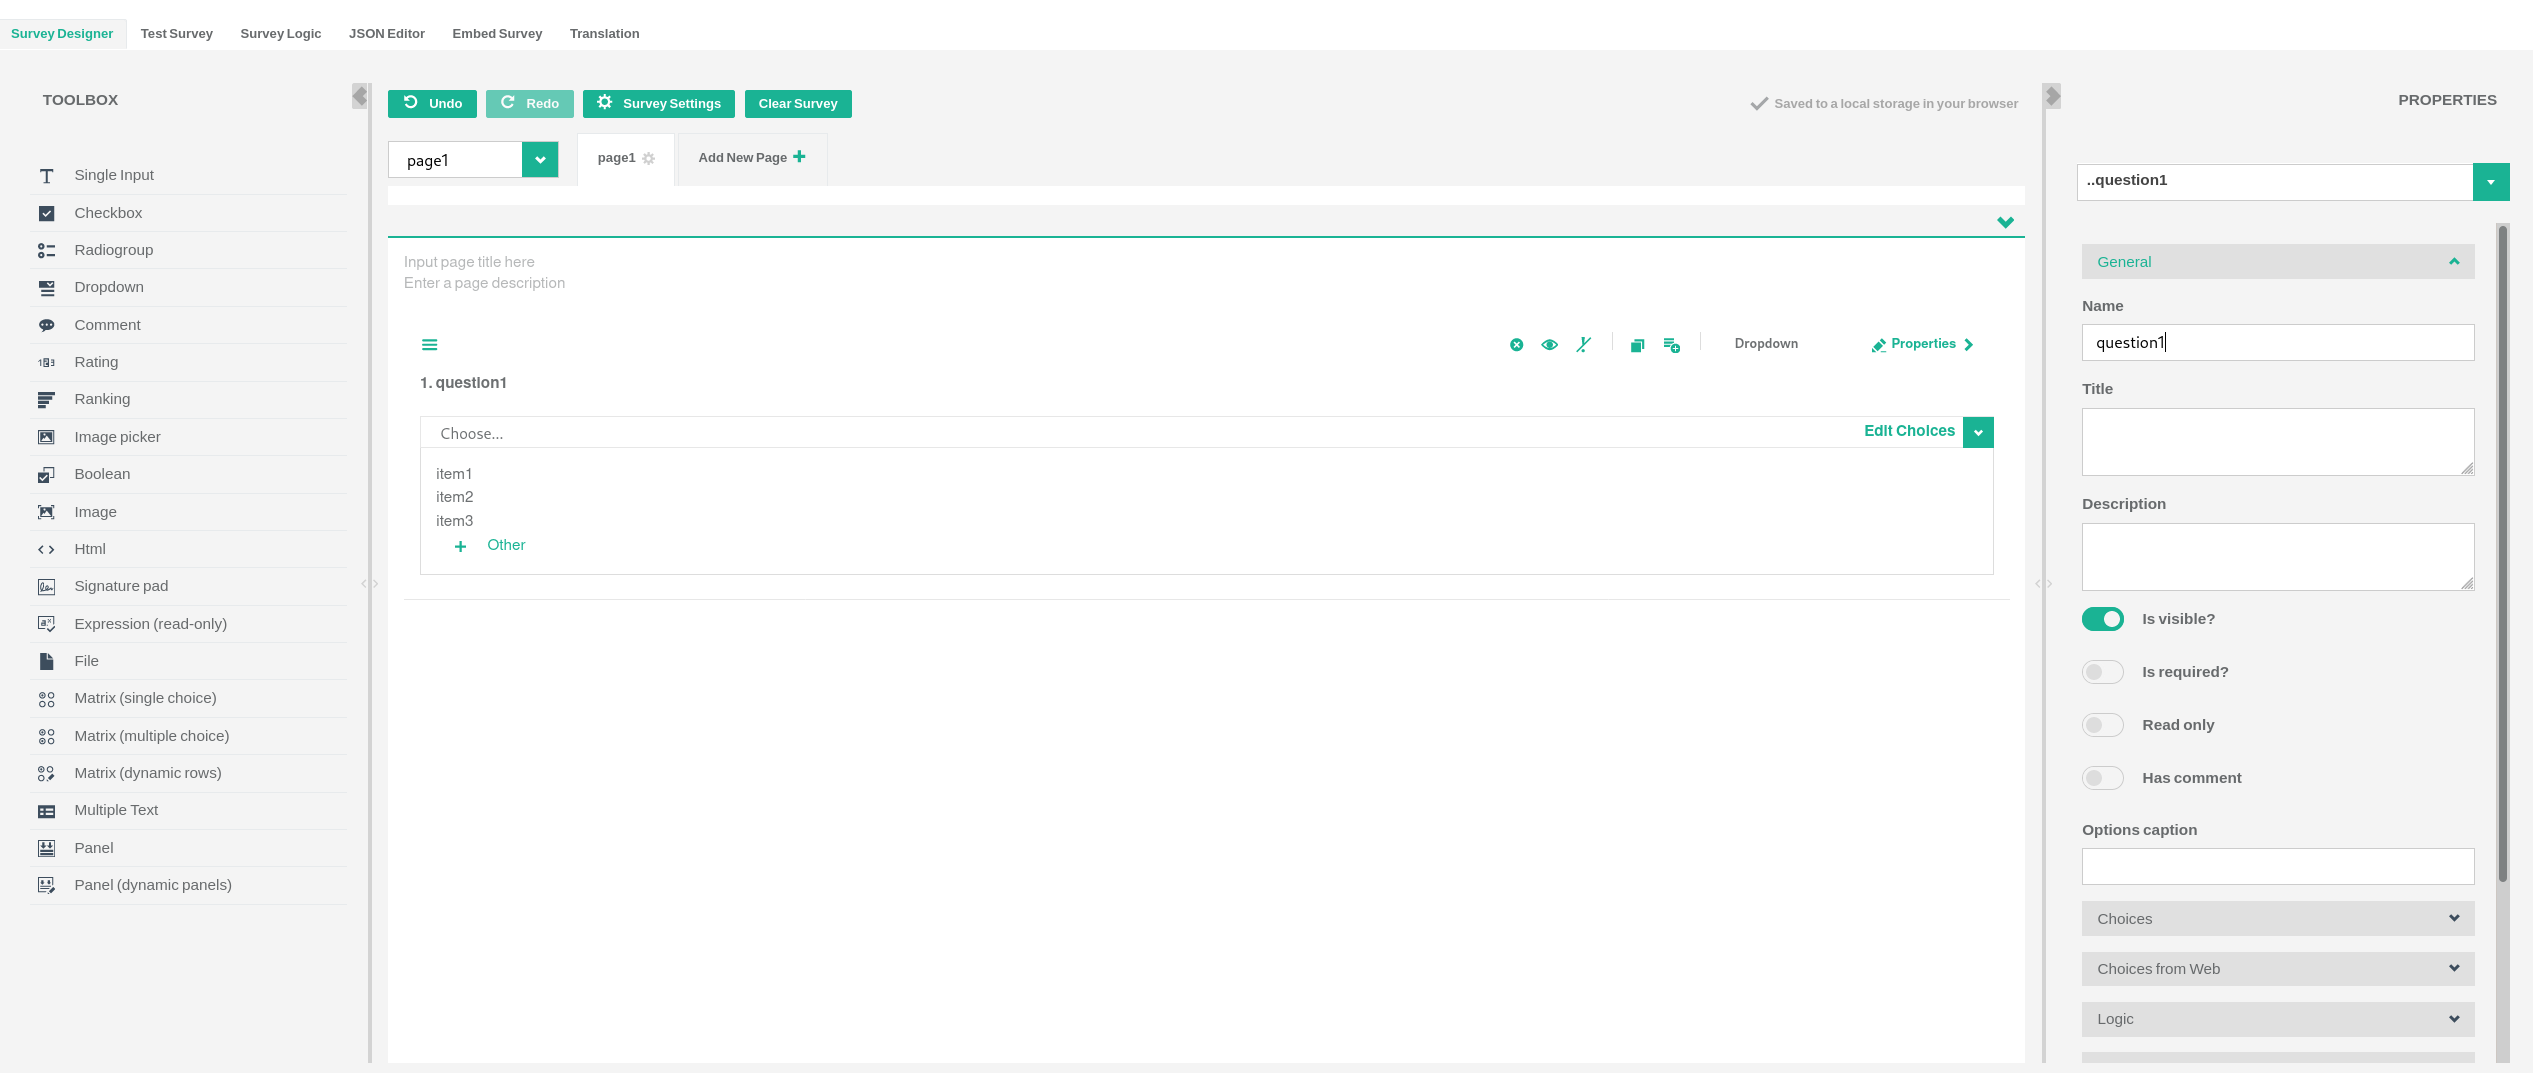 Survey Designer Test Survey Survey Logic JSON Editor Embed Survey Translation
TOOLBOX
Single Input
Checkbox
Radiogroup
Dropdown
Comment
Rating
Ranking
Image picker
Boolean
Image
Html
Signature pad
Expression (read-only)
File
Matrix (single choice)
Matrix (multiple choice)
Matrix (dynamic rows)
Multiple Text
Panel
Panel (dynamic panels)
Undo Redo Survey Settings Clear Survey Saved to a local storage in your browser
page1 page1 Add New Page
Input page title here
Enter a page description
Dropdown Properties
1. question1
Choose... Edit Choices
item1
item2
item3
Other
PROPERTIES
..question1
General
Name
question1
Title
Description
Is visible?
Is required?
Read only
Has comment
Options caption
Choices
Choices from Web
Logic